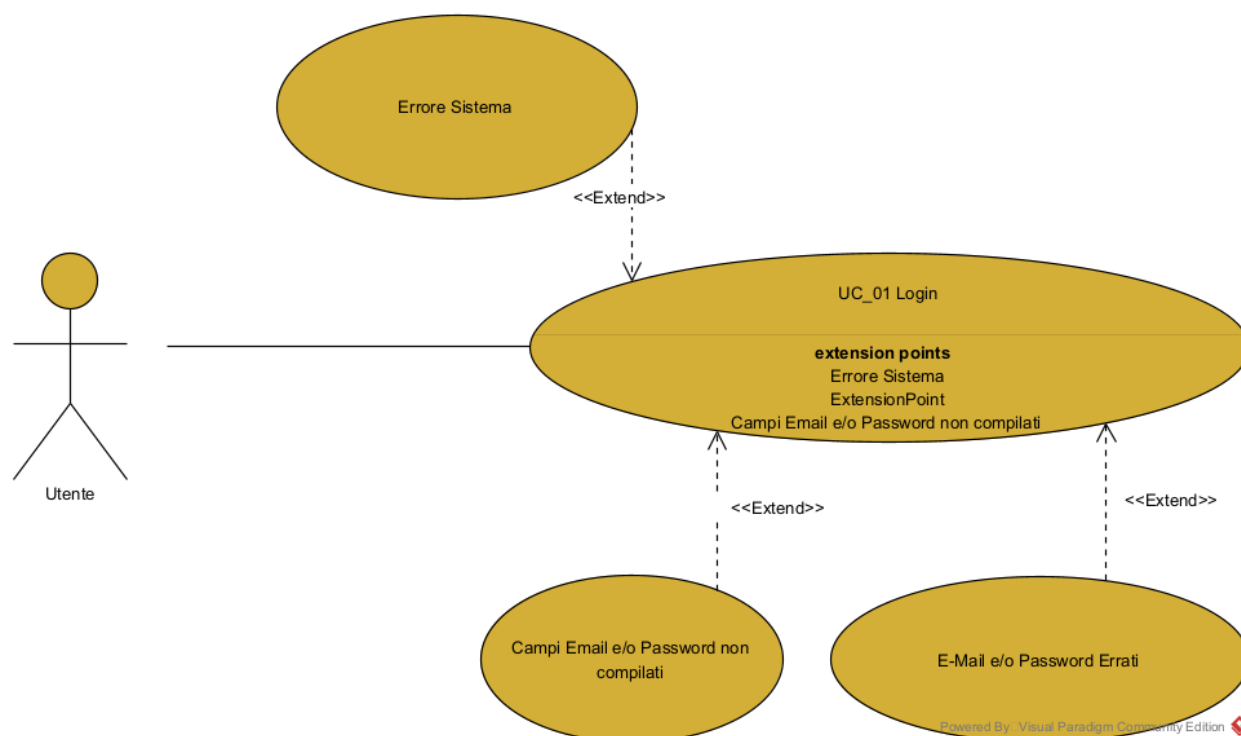 Errore Sistema
<<Extend>>
UC_01 Login
extension points
Errore Sistema
ExtensionPoint
Campi Email e/o Password non compilati
Utente
<<Extend>>
<<Extend>>
Campi Email e/o Password non
compilati
E-Mail e/o Password Errati
Powered By Visual Paradigm Community Edition